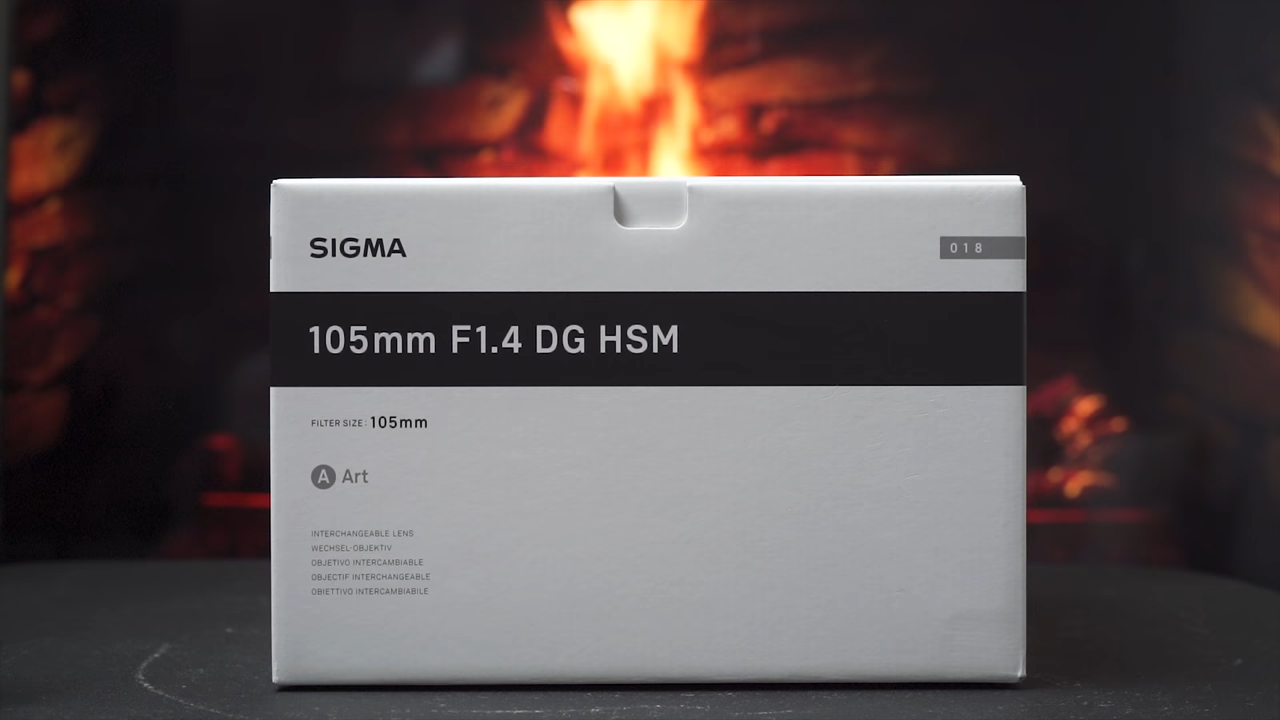 SIGMA
018
105mm F1.4 DG HSM
FILTER SIZE : 105mm
A Art
INTERCHANGEABLE LENS
WECHSEL-OBJEKTIV
OBJETIVO INTERCAMBIABLE
OBJECTIF INTERCHANGEABLE
OBIETTIVO INTERCAMBIABILE